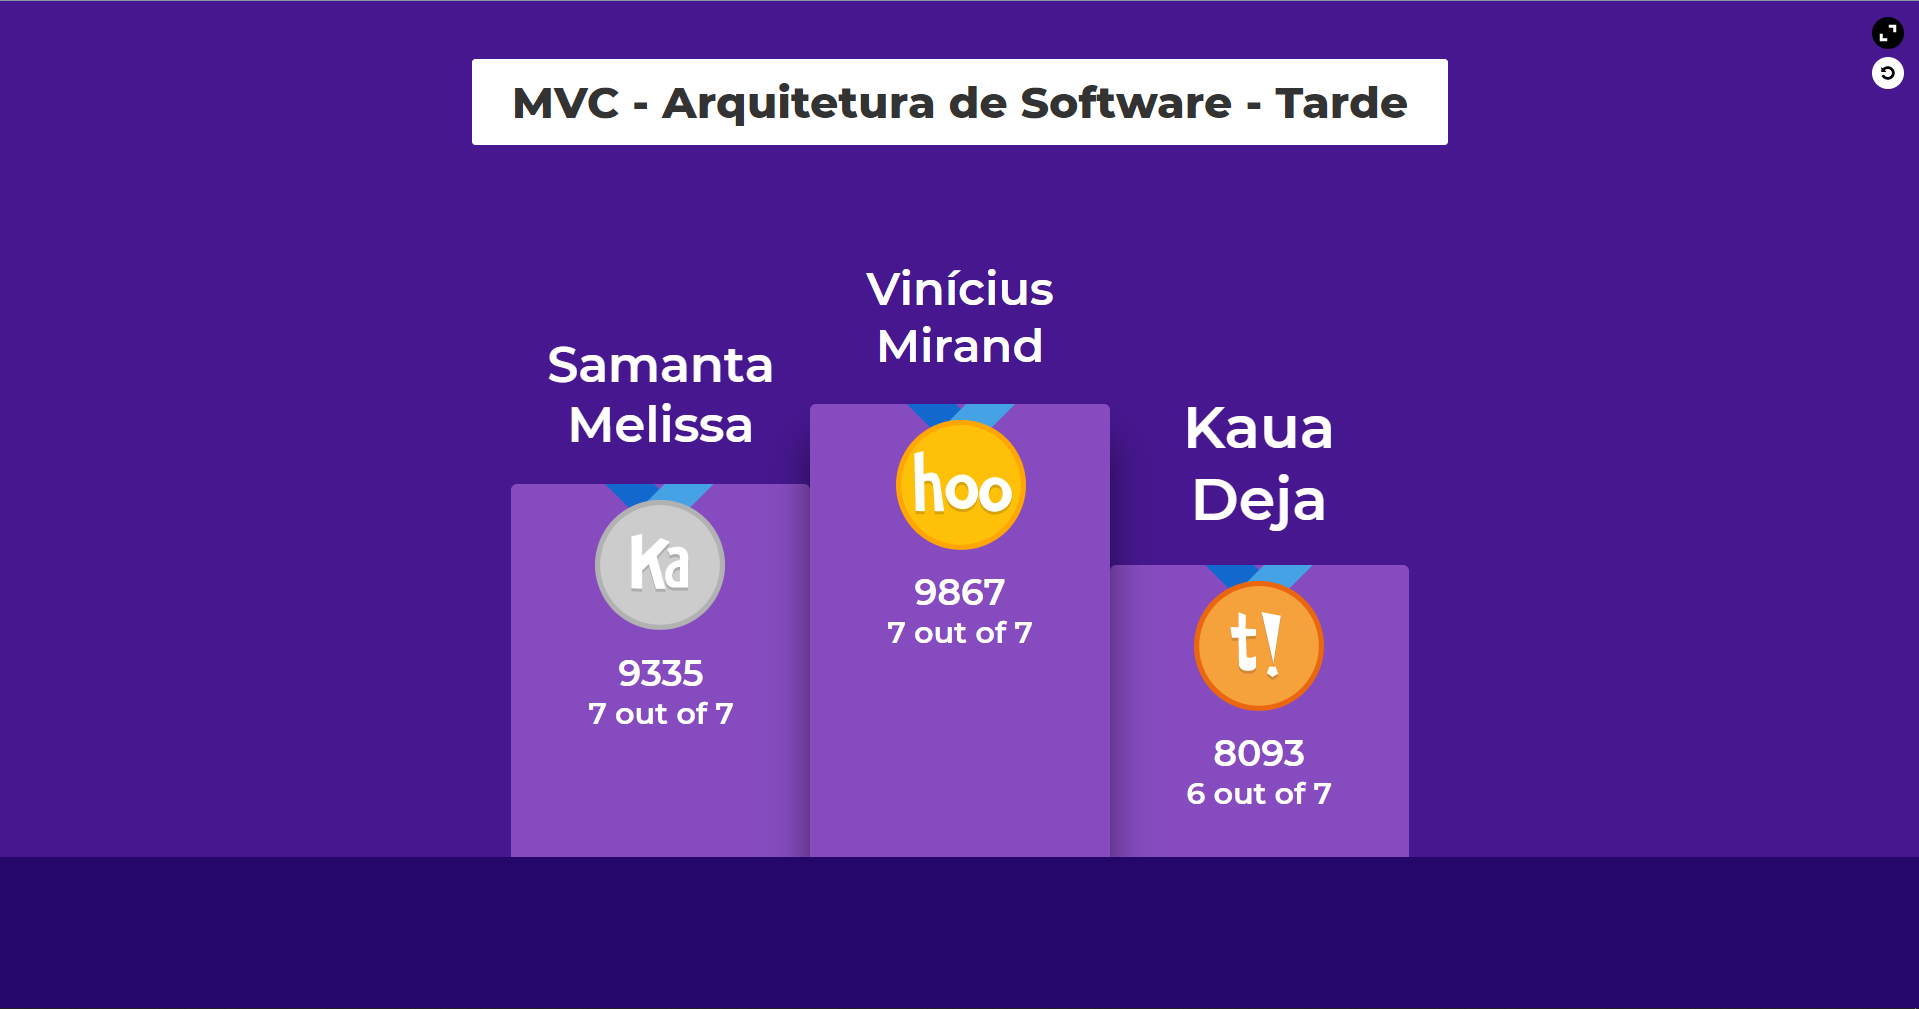 MVC - Arquitetura de Software - Tarde
Vinícius
Mirand
Samanta
Melissa
Kaua
Deja
Ka
9335
7 out of 7
hoo
9867
7 out of 7
t!
8093
6 out of 7